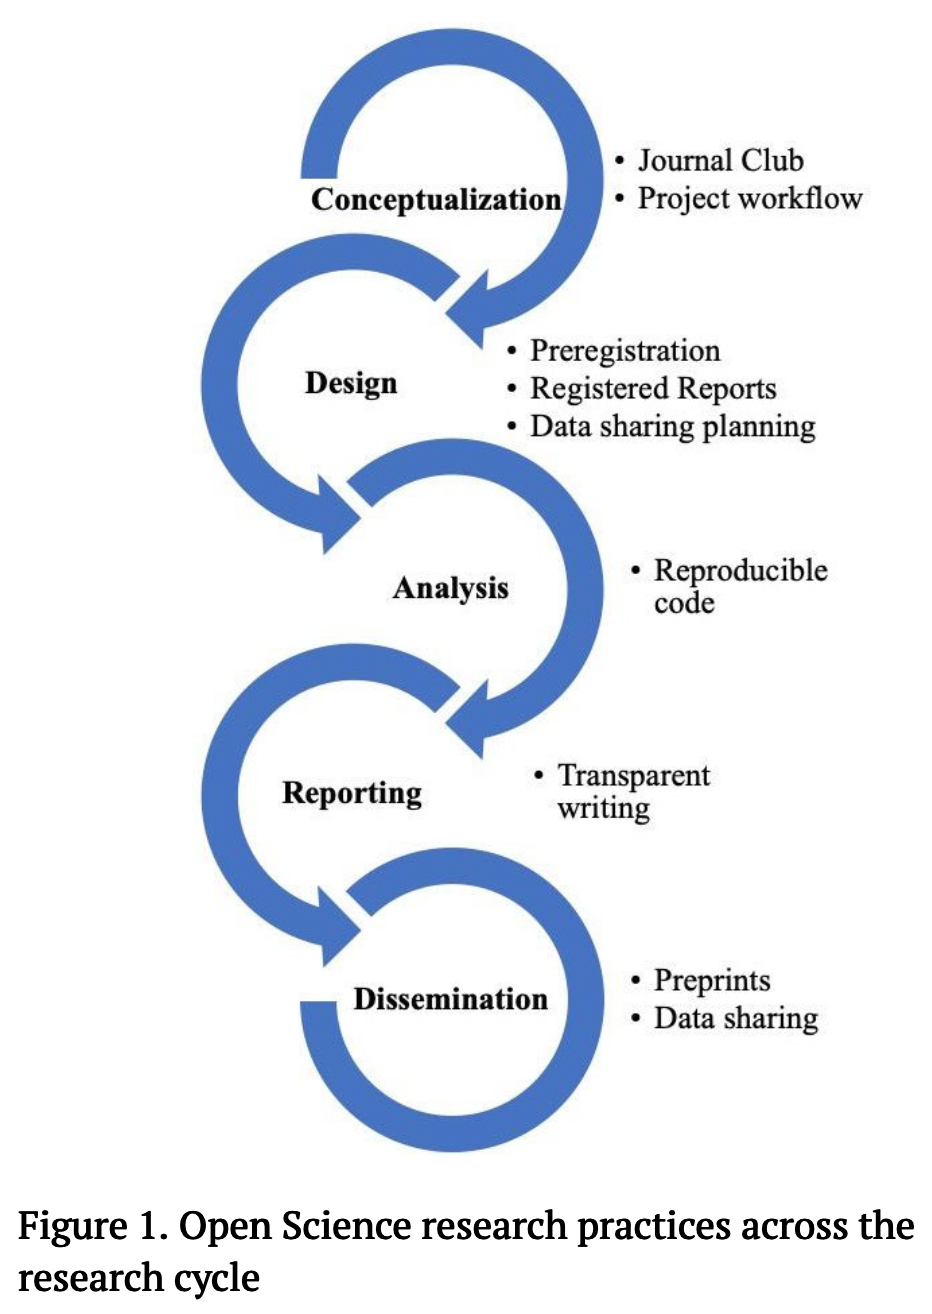 Conceptualization
• Journal Club
• Project workflow
Design
• Preregistration
• Registered Reports
• Data sharing planning
Analysis
• Reproducible
code
Reporting
• Transparent
writing
Dissemination
• Preprints
• Data sharing
Figure 1. Open Science research practices across the
research cycle